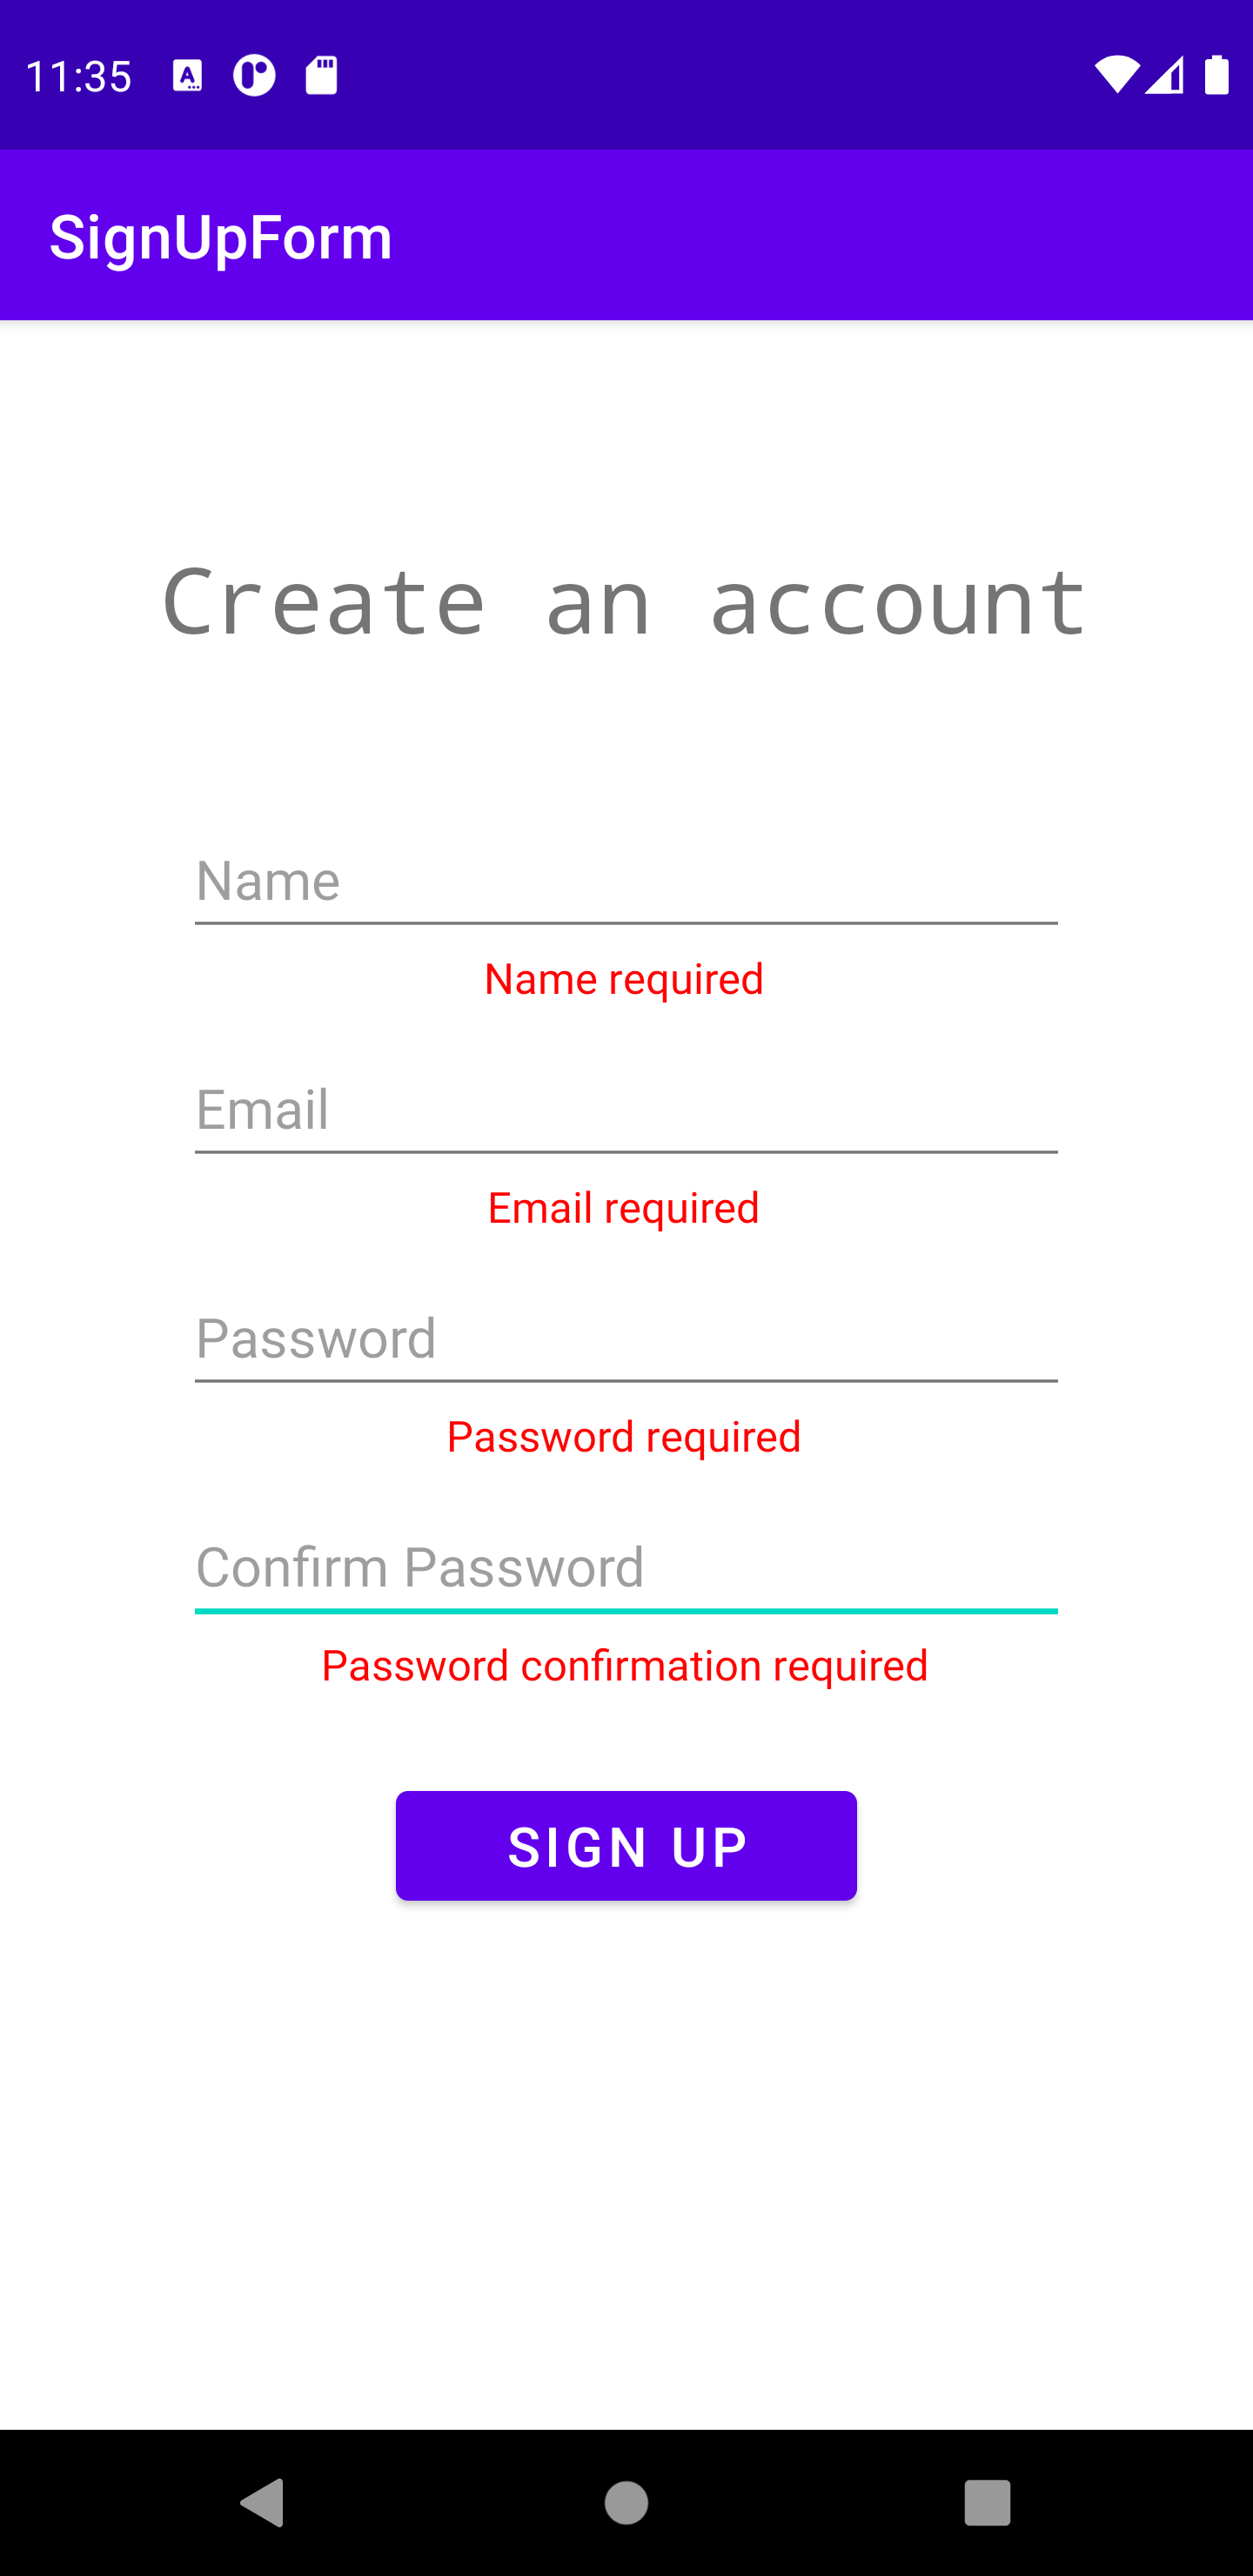 11:35
SignUpForm
Create an account
Name
Name required
Email
Email required
Password
Password required
Confirm Password
Password confirmation required
SIGN UP